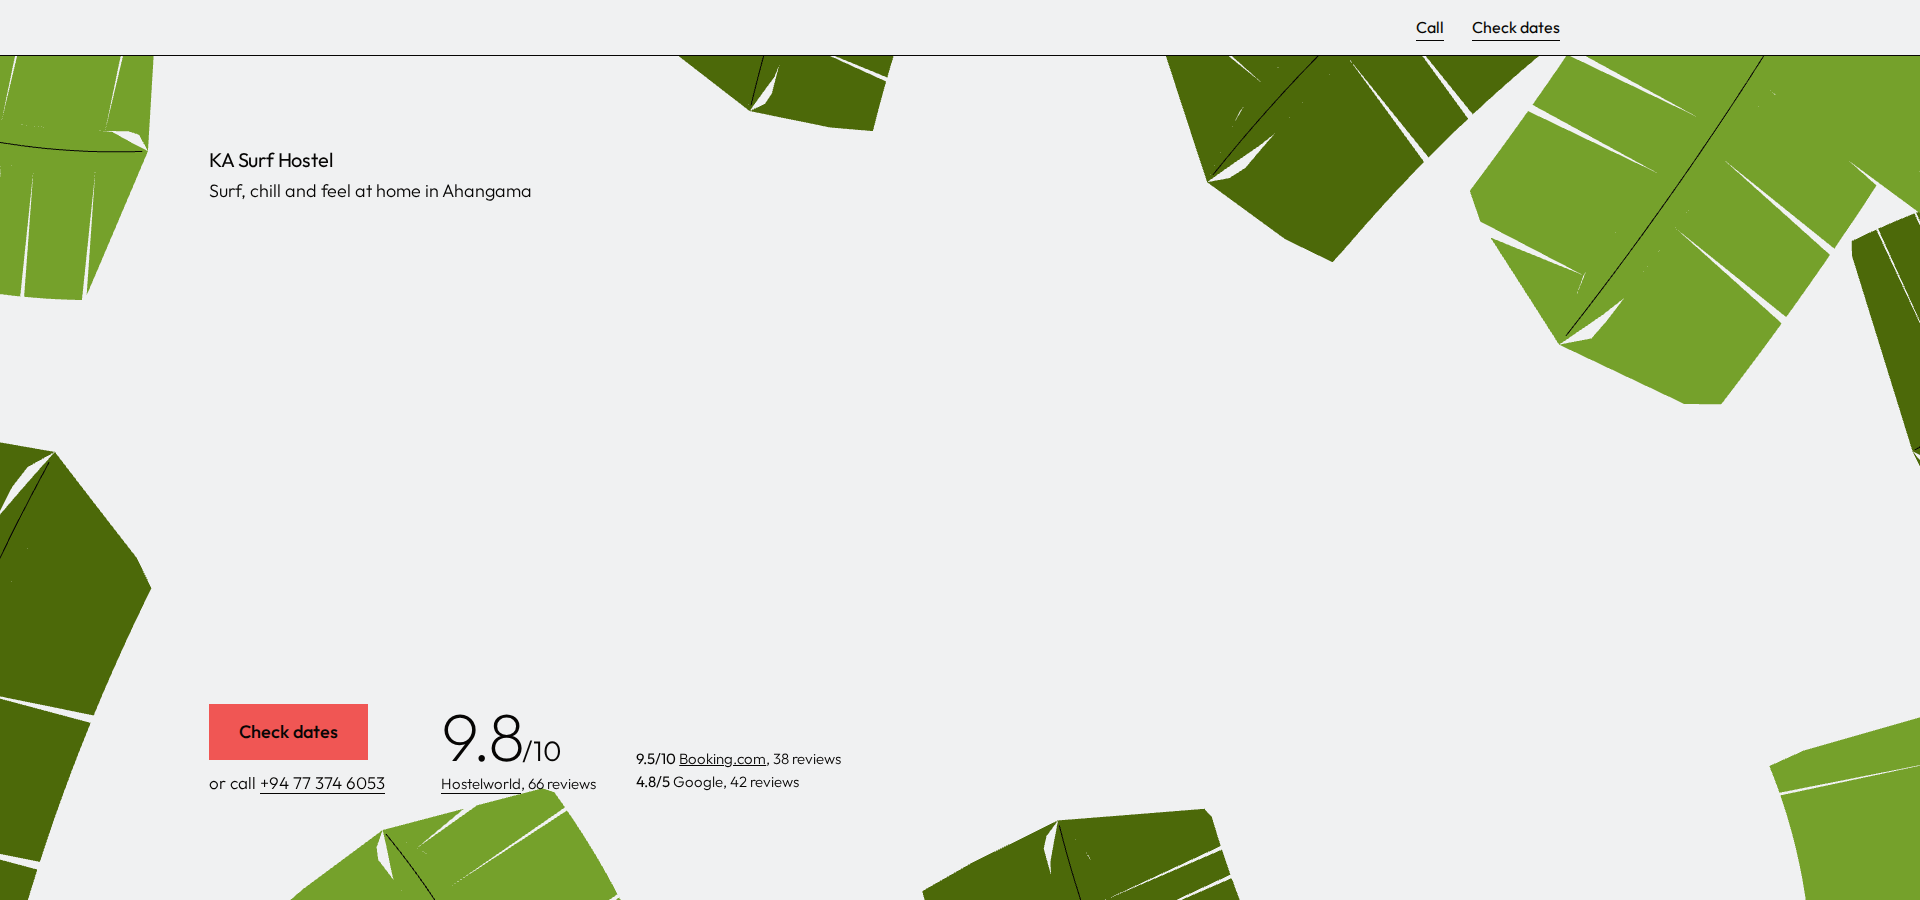 Call
Check dates
KA Surf Hostel
Surf, chill and feel at home in Ahangama
Check dates
or call +94 77 374 6053
9.8/10
Hostelworld, 66 reviews
9.5/10 Booking.com, 38 reviews
4.8/5 Google, 42 reviews